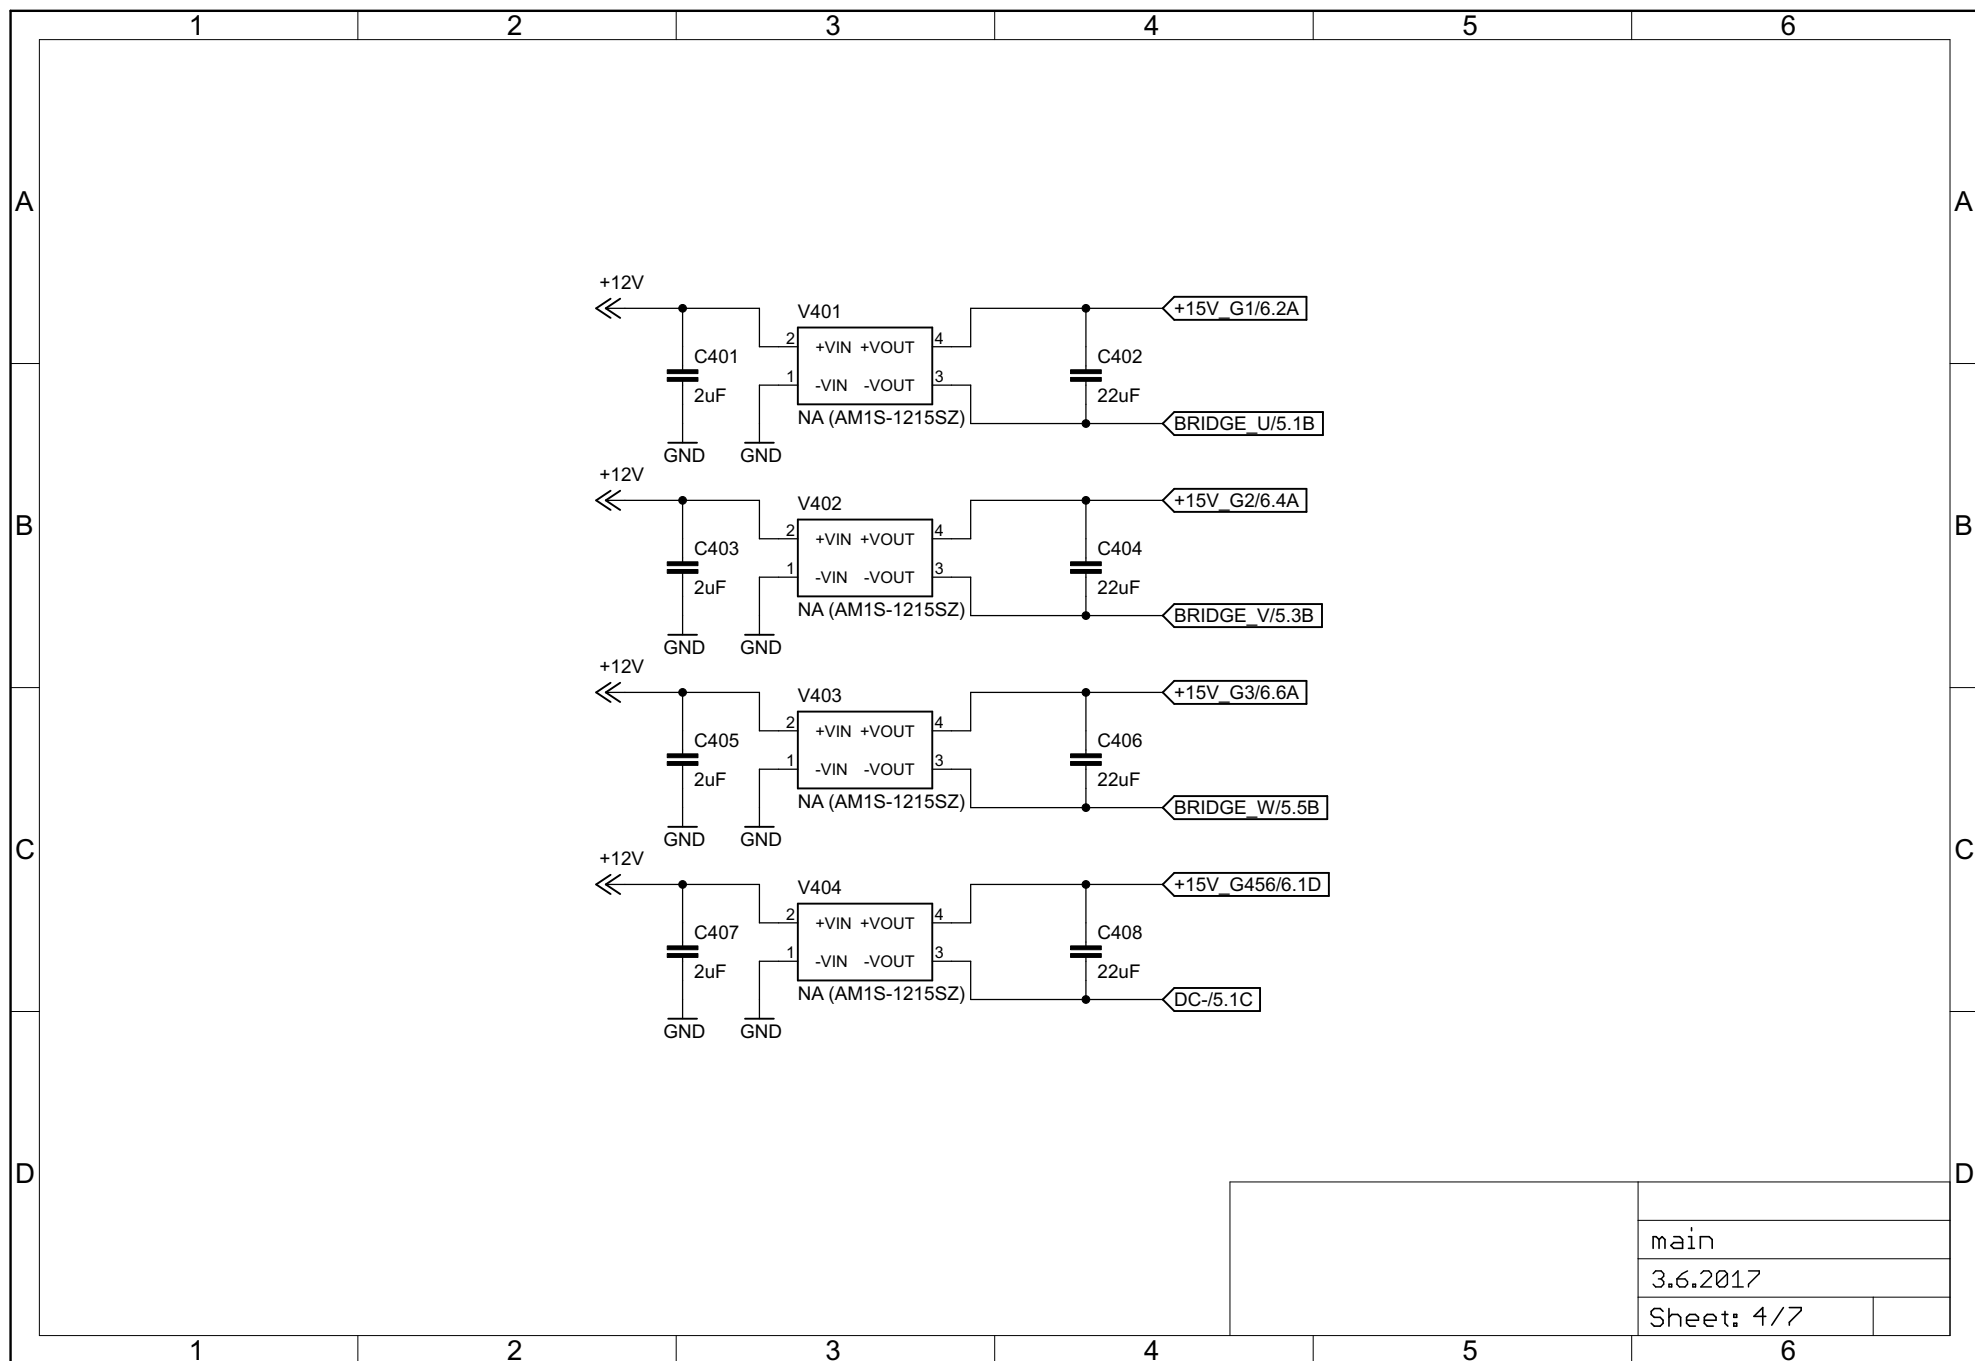 1 2 3 4 5 6
A A
+12V
V401
+15V_G1/6.2A
2 +VIN +VOUT 4
C401
C402
1 -VIN -VOUT 3
2uF
22uF
NA (AM1S-1215SZ)
BRIDGE_U/5.1B
GND GND
+12V
V402
+15V_G2/6.4A
B B
2 +VIN +VOUT 4
C403
C404
1 -VIN -VOUT 3
2uF
22uF
NA (AM1S-1215SZ)
BRIDGE_V/5.3B
GND GND
+12V
V403
+15V_G3/6.6A
2 +VIN +VOUT 4
C405
C406
1 -VIN -VOUT 3
2uF
22uF
NA (AM1S-1215SZ)
BRIDGE_W/5.5B
GND GND
C C
+12V
V404
+15V_G456/6.1D
2 +VIN +VOUT 4
C407
C408
1 -VIN -VOUT 3
2uF
22uF
NA (AM1S-1215SZ)
DC-/5.1C
GND GND
D D
main
3.6.2017
Sheet: 4/7
1 2 3 4 5 6